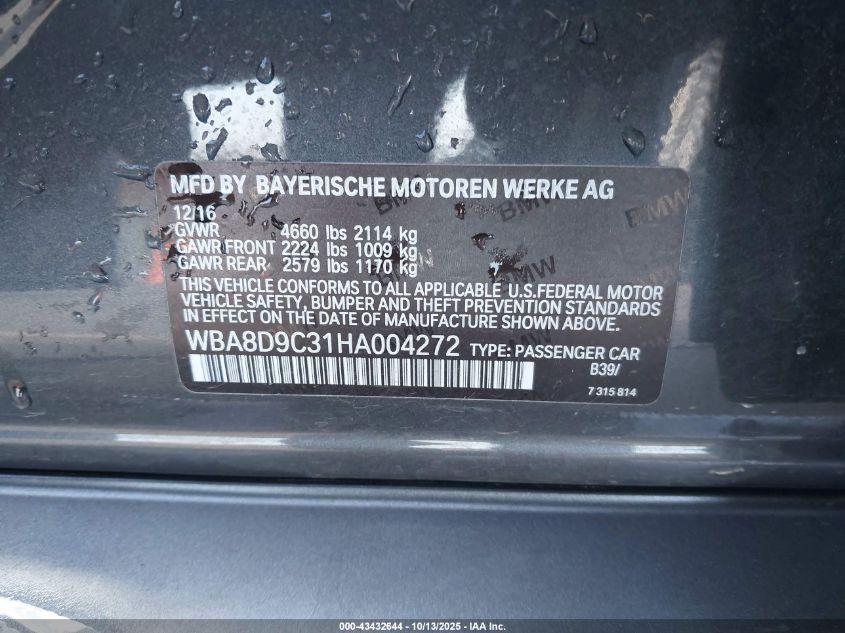 MFD BY BAYERISCHE MOTOREN WERKE AG
12/16
GVWR 4660 lbs 2114 kg
GAWR FRONT 2224 lbs 1009 kg
GAWR REAR 2579 lbs 1170 kg
THIS VEHICLE CONFORMS TO ALL APPLICABLE U.S.FEDERAL MOTOR
VEHICLE SAFETY, BUMPER AND THEFT PREVENTION STANDARDS
IN EFFECT ON THE DATE OF MANUFACTURE SHOWN ABOVE.
WBA8D9C31HA004272 TYPE: PASSENGER CAR
B39/
7 315 814
BMW
BMW
BMW
000-43432644 | 10/13/2025 - IAA Inc.